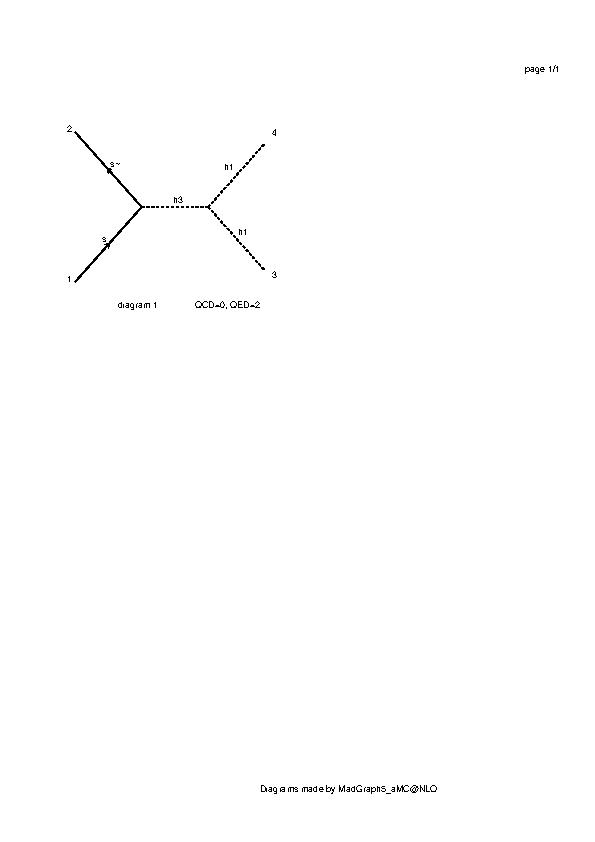 page 1/1
2
4
s~
h1
h3
s
h1
1
3
diagram 1 QCD=0, QED=2
Diagrams made by MadGraph5_aMC@NLO